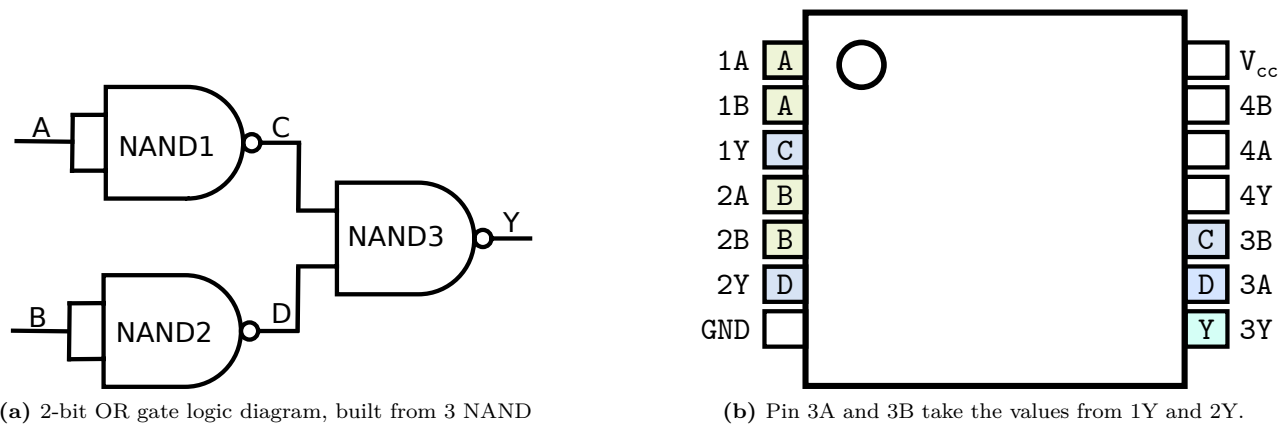 A
NAND1
C
NAND3
Y
B
NAND2
D
(a) 2-bit OR gate logic diagram, built from 3 NAND
1A A
1B A
1Y C
2A B
2B B
2Y D
GND
Vcc
4B
4A
4Y
C 3B
D 3A
Y 3Y
(b) Pin 3A and 3B take the values from 1Y and 2Y.